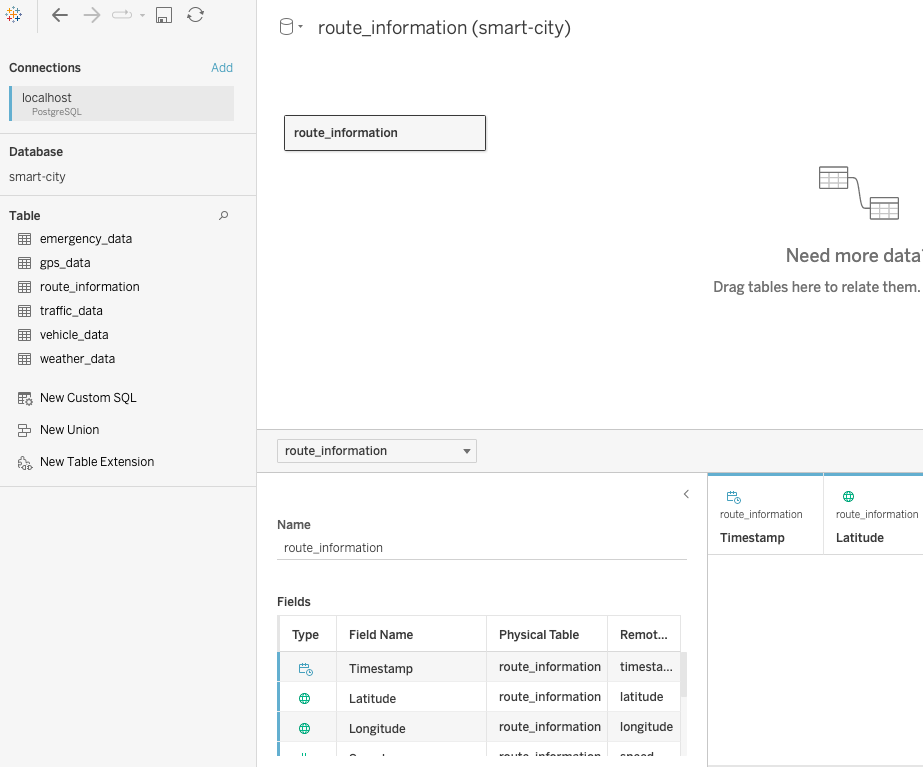 route_information (smart-city)
Connections Add
localhost
PostgreSQL
Database
smart-city
Table
emergency_data
gps_data
route_information
traffic_data
vehicle_data
weather_data
New Custom SQL
New Union
New Table Extension
route_information
Need more data?
Drag tables here to relate them.
route_information
Name
route_information
Fields
Type Field Name Physical Table Remot...
Timestamp route_information timesta...
Latitude route_information latitude
Longitude route_information longitude
route_information
Timestamp
route_information
Latitude